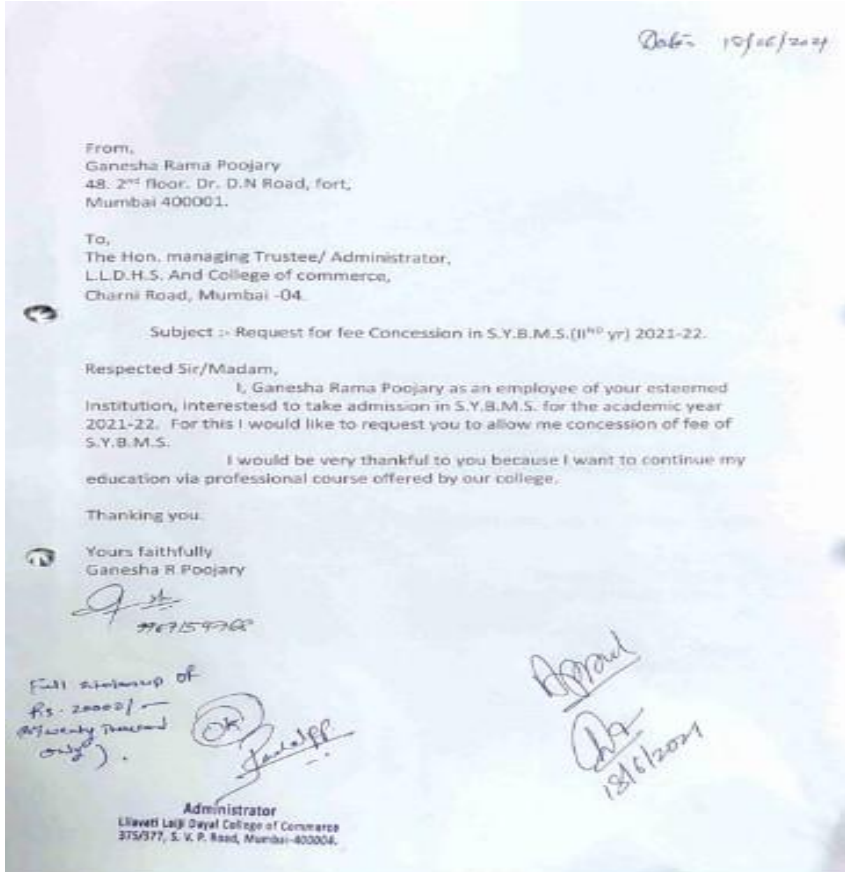 Date:- 18/06/2021
From,
Ganesha Rama Poojary
48. 2nd floor. Dr. D.N Road, fort,
Mumbai 400001.
To,
The Hon. managing Trustee/ Administrator,
L.L.D.H.S. And College of commerce,
Charni Road, Mumbai -04.
Subject :- Request for fee Concession in S.Y.B.M.S.(IIND yr) 2021-22.
Respected Sir/Madam,
I, Ganesha Rama Poojary as an employee of your esteemed
Institution, interestesd to take admission in S.Y.B.M.S. for the academic year
2021-22. For this I would like to request you to allow me concession of fee of
S.Y.B.M.S.
I would be very thankful to you because I want to continue my
education via professional course offered by our college.
Thanking you.
Yours faithfully
Ganesha R Poojary
Full scholarship of
Rs. 20000/-
Twenty Thousand
only).
OK
Approved
18/6/2021
Administrator
Lilavati Lalji Dayal College of Commerce
375/377, S. V. P. Road, Mumbai-400004.